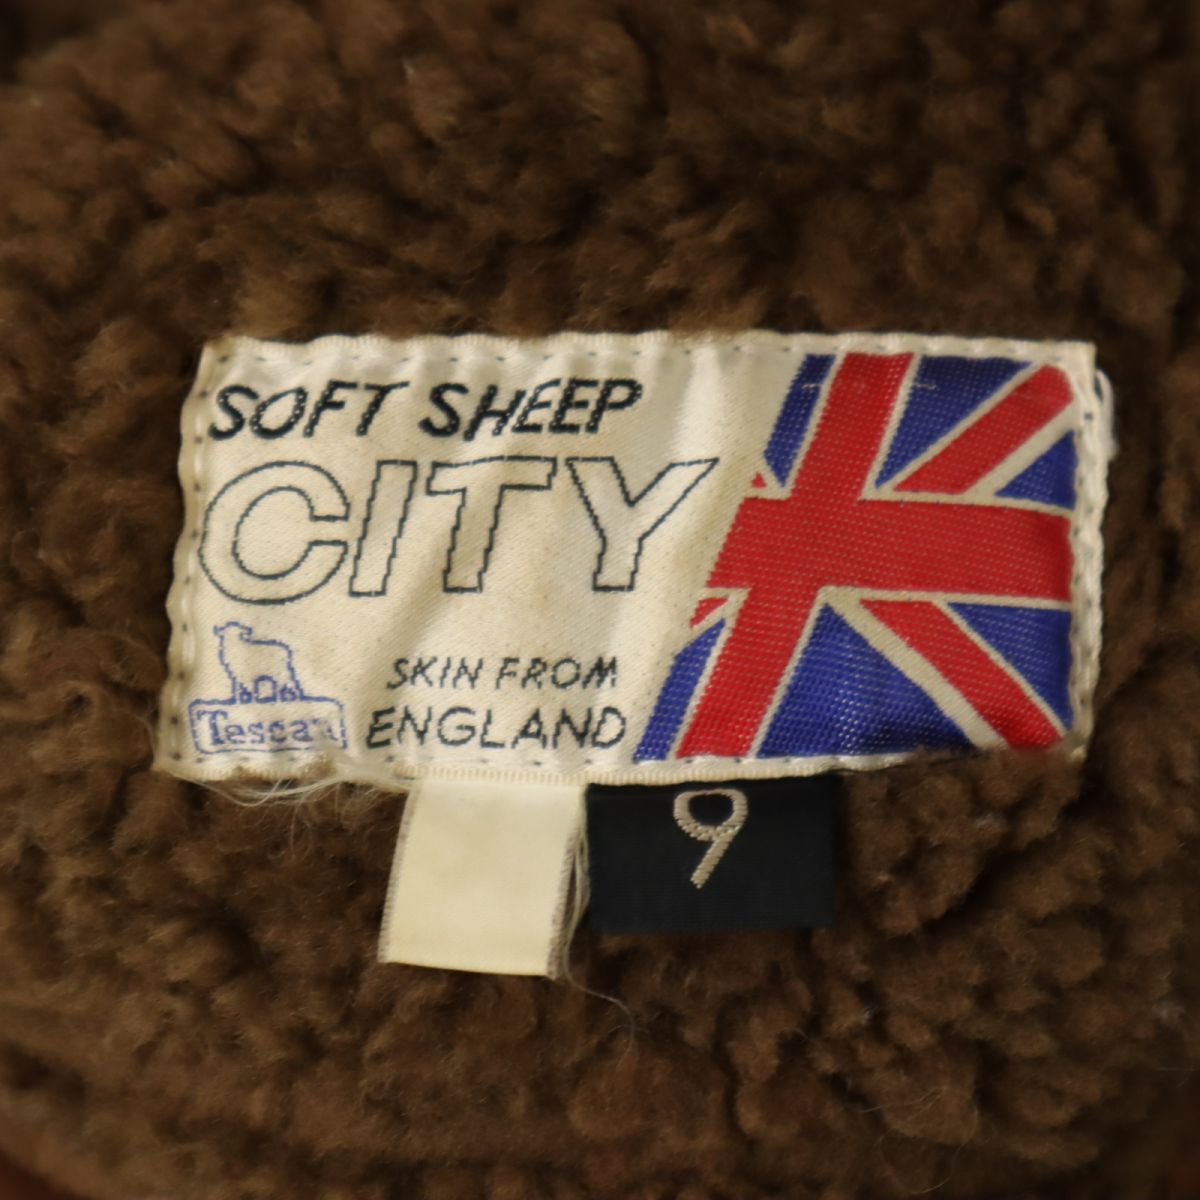 SOFT SHEEP
CITY
SKIN FROM
ENGLAND
Tescan
9